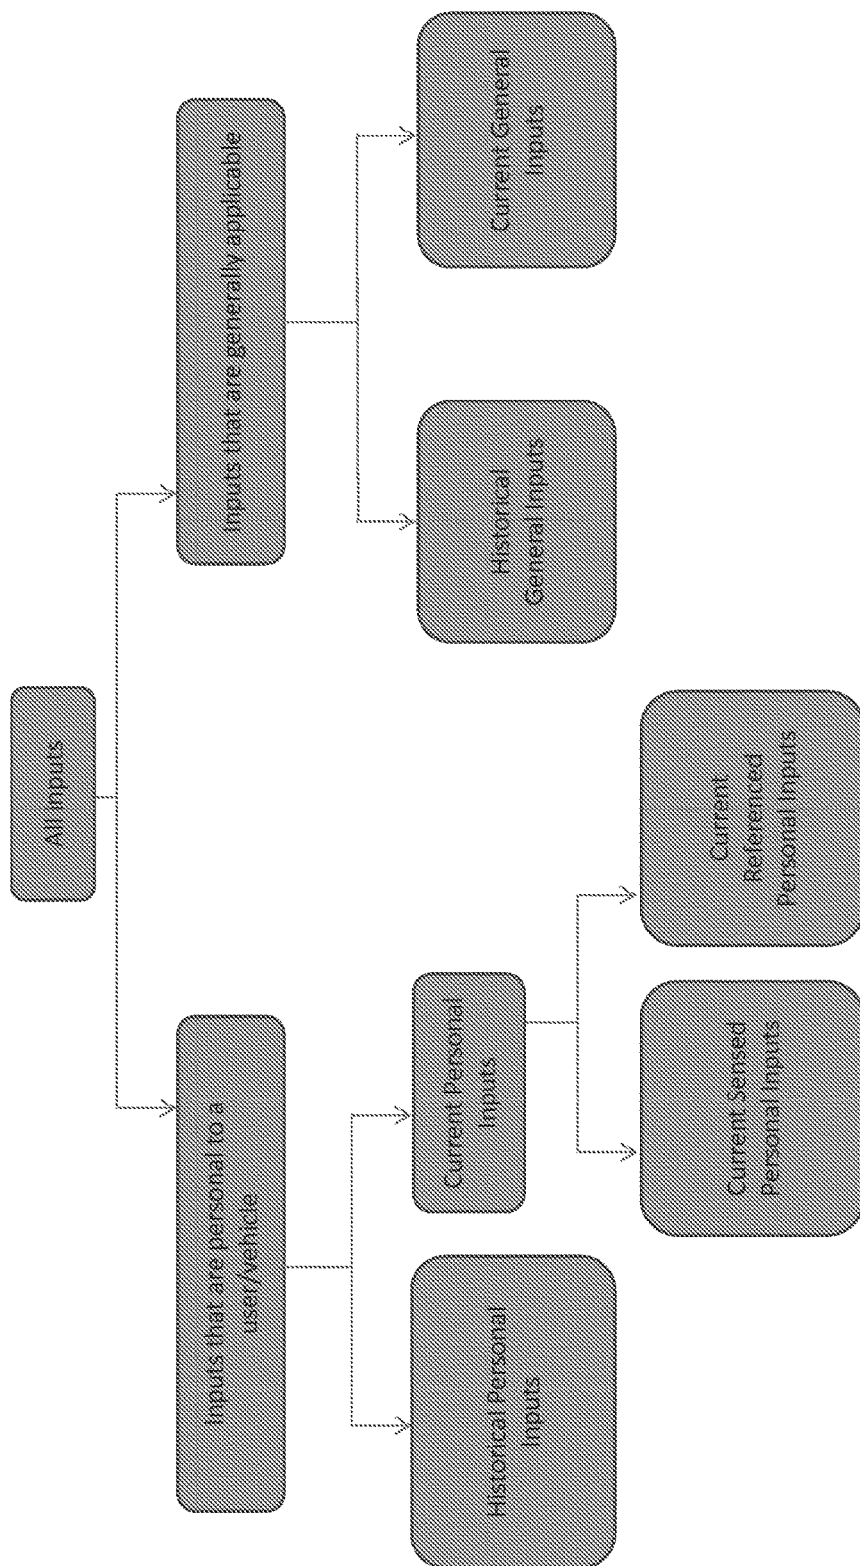 All inputs
Inputs that are personal to a
user/vehicle
Inputs that are generally applicable
Historical Personal
Inputs
Current Personal
Inputs
Historical
General Inputs
Current General
Inputs
Current Sensed
Personal Inputs
Current
Referenced
Personal Inputs